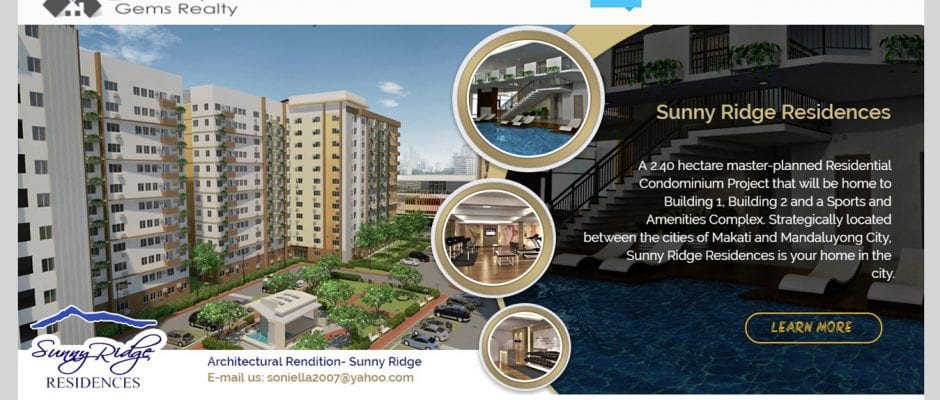 Gems Realty
Sunny Ridge Residences
A 2.40 hectare master-planned Residential
Condominium Project that will be home to
Building 1, Building 2 and a Sports and
Amenities Complex. Strategically located
between the cities of Makati and Mandaluyong City,
Sunny Ridge Residences is your home in the
city.
LEARN MORE
Sunny Ridge
RESIDENCES
Architectural Rendition- Sunny Ridge
E-mail us: soniella2007@yahoo.com